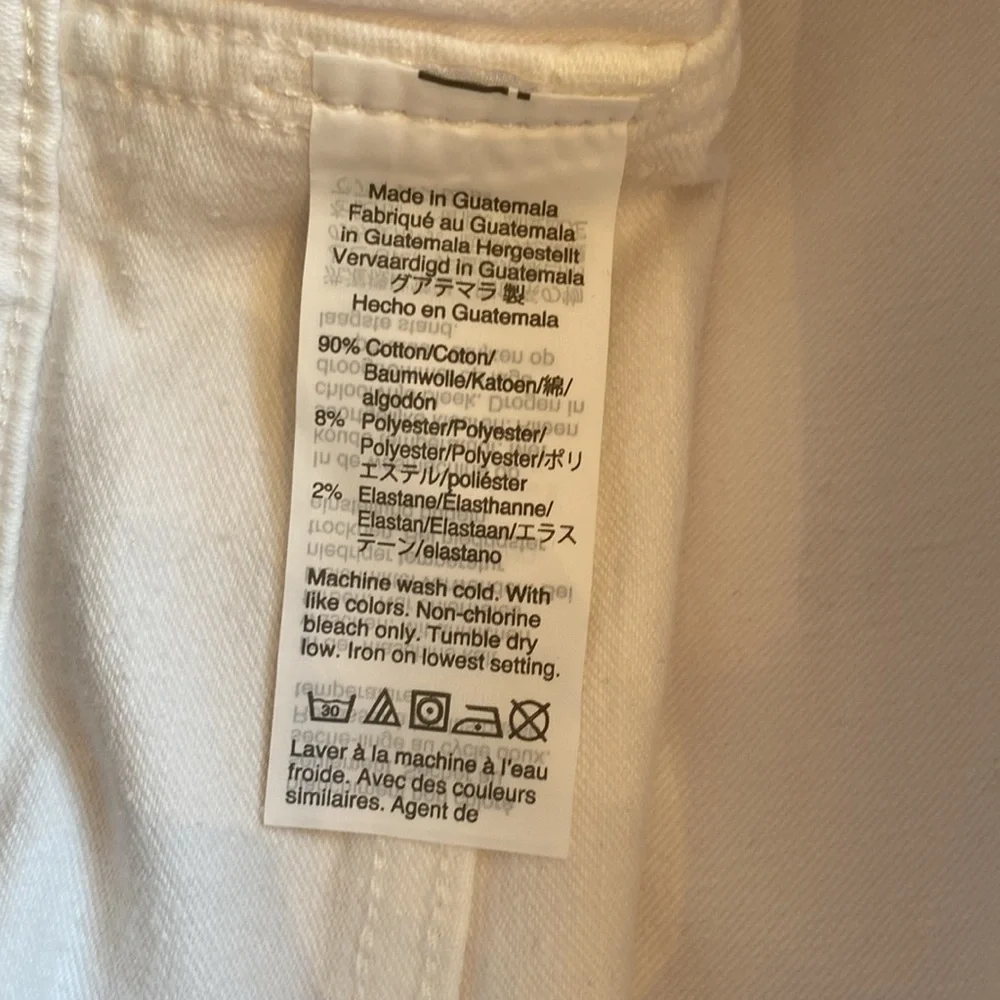 Made in Guatemala
Fabriqué au Guatemala
in Guatemala Hergestellt
Vervaardigd in Guatemala
グアテマラ 製
Hecho en Guatemala
90% Cotton/Coton/
Baumwolle/Katoen/綿/
algodón
8% Polyester/Polyester/
Polyester/Polyester/ポリ
エステル/poliéster
2% Elastane/Élasthanne/
Elastan/Elastaan/エラス
テーン/elastano
Machine wash cold. With
like colors. Non-chlorine
bleach only. Tumble dry
low. Iron on lowest setting.
30
Laver à la machine à l'eau
froide. Avec des couleurs
similaires. Agent de